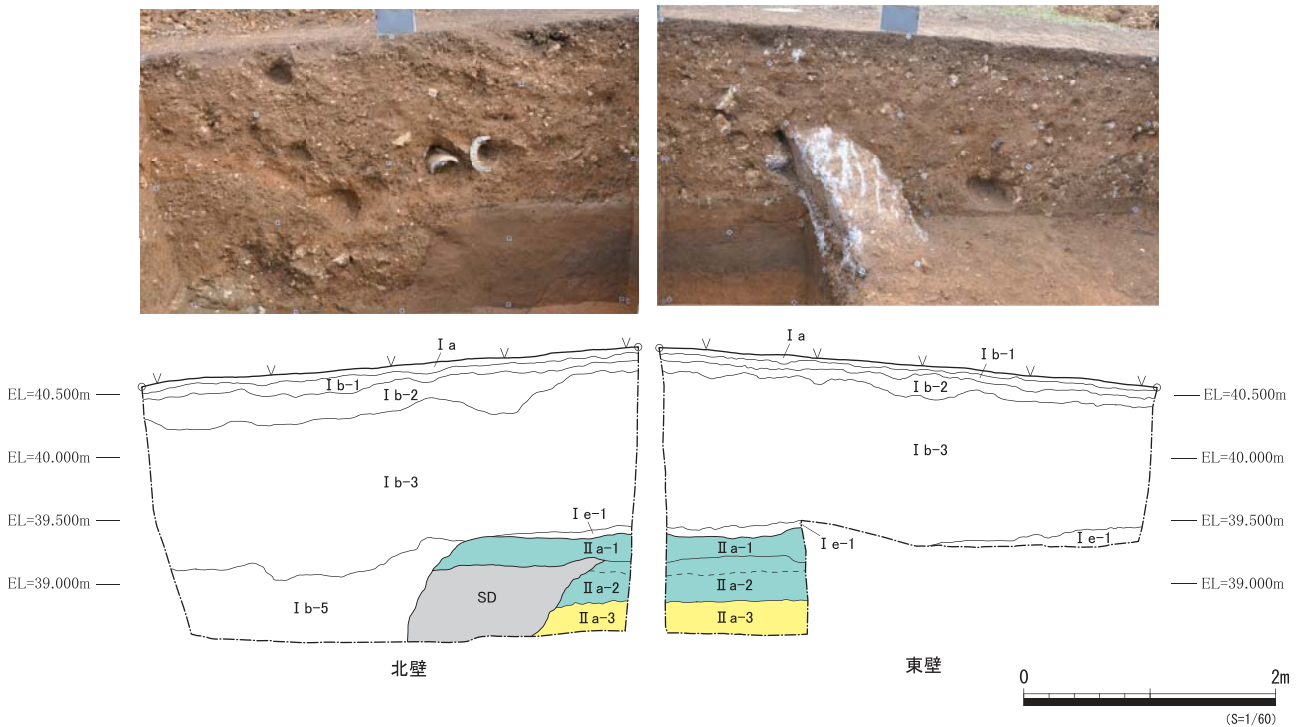 Ⅰa
Ⅰb-1
Ⅰb-2
Ⅰb-3
Ⅰe-1
Ⅱa-1
Ⅱa-2
Ⅱa-3
SD
Ⅰb-5
EL=40.500m
EL=40.000m
EL=39.500m
EL=39.000m
北壁
Ⅰa
Ⅰb-1
Ⅰb-2
Ⅰb-3
Ⅰe-1
Ⅰe-1
Ⅱa-1
Ⅱa-2
Ⅱa-3
EL=40.500m
EL=40.000m
EL=39.500m
EL=39.000m
東壁
0 2m
(S=1/60)